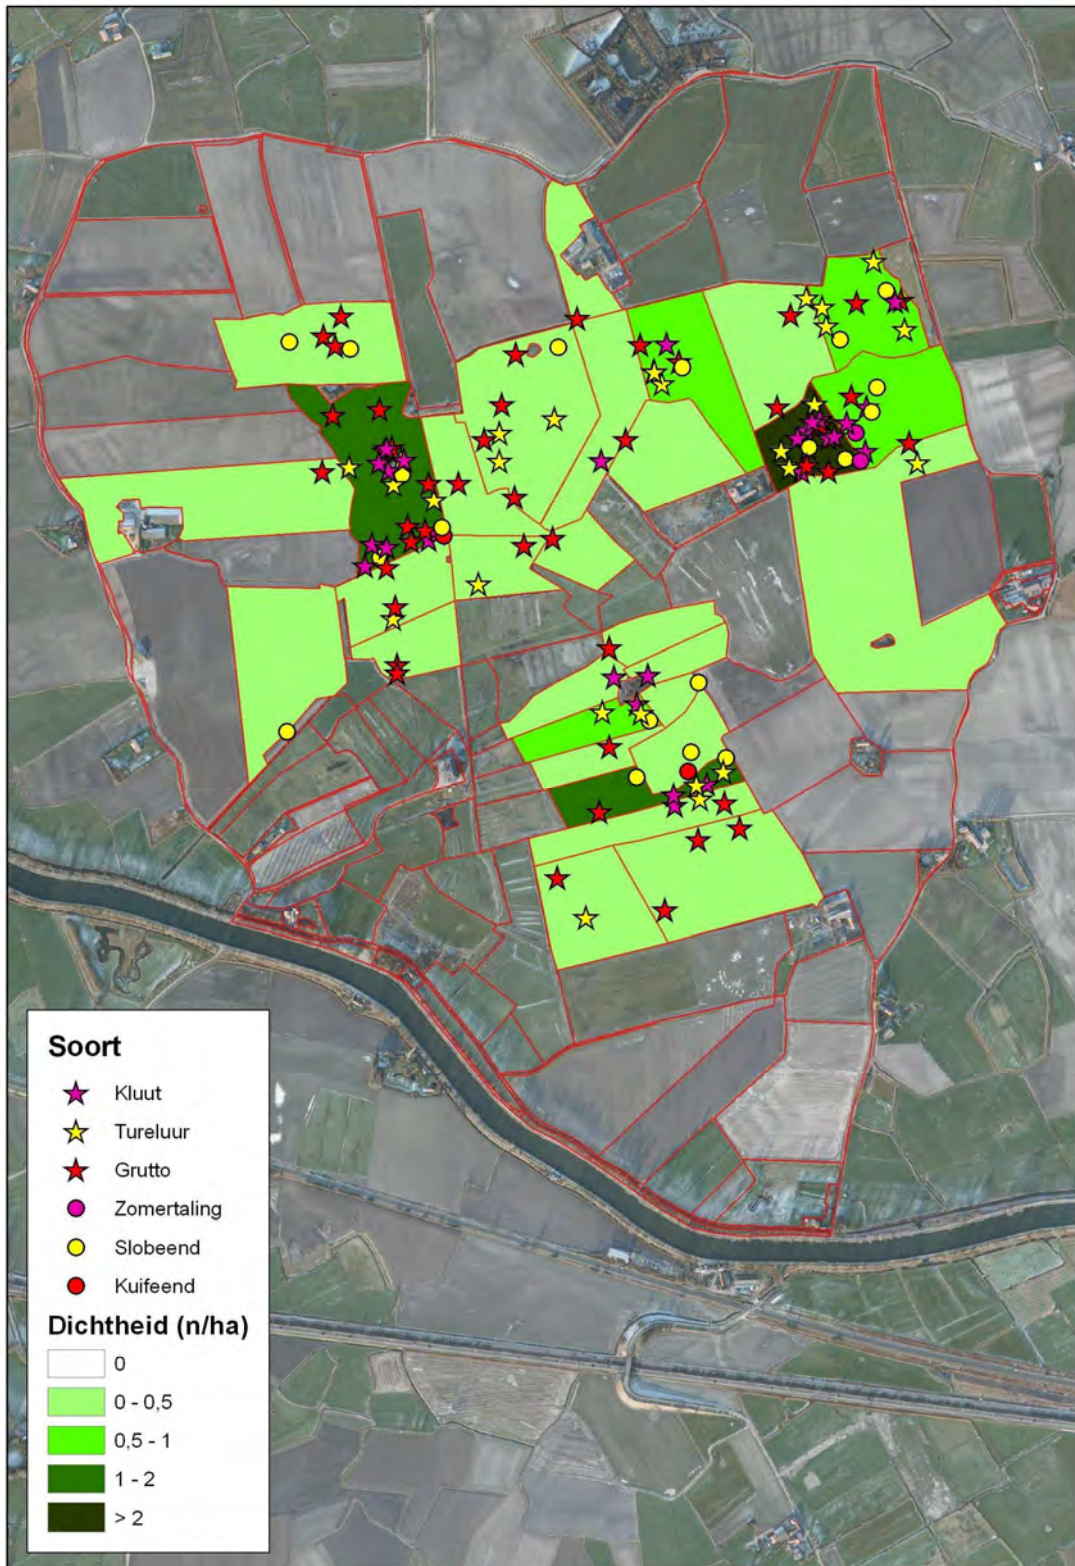 Soort
Kluut
Tureluur
Grutto
Zomertaling
Slobeend
Kuifeend
Dichtheid (n/ha)
0
0 - 0,5
0,5 - 1
1 - 2
> 2